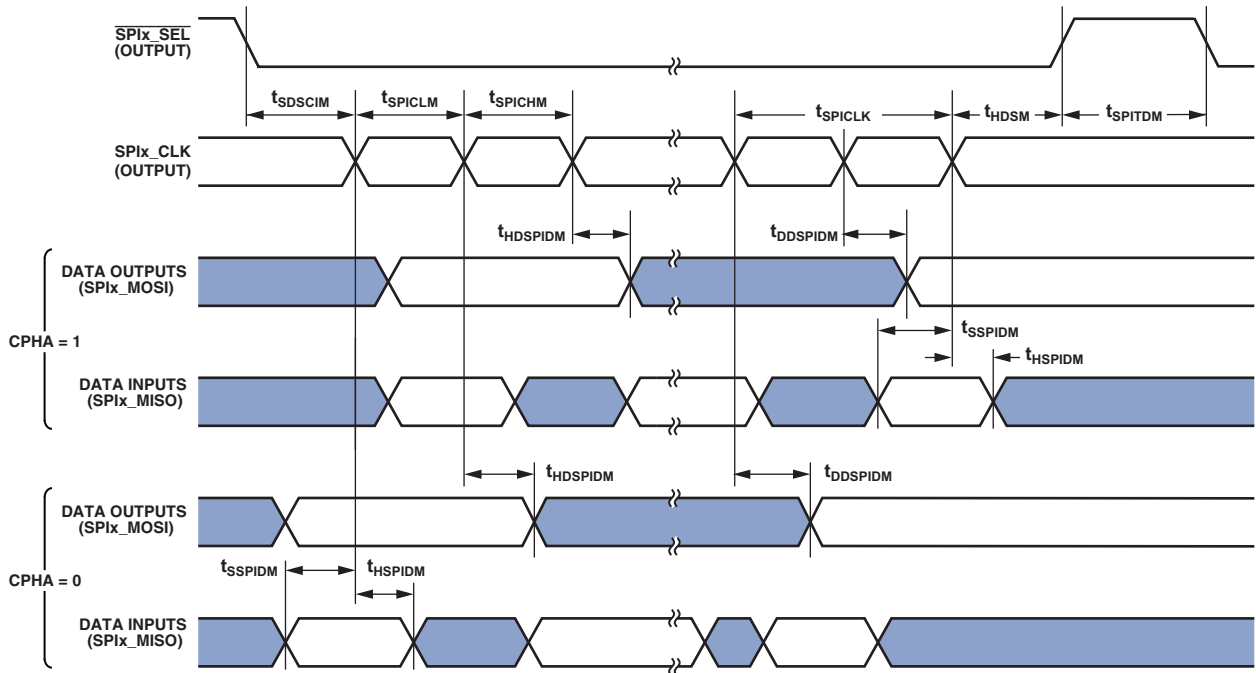 SPIx_SEL
(OUTPUT)
tSDSCIM
tSPICLM
tSPICHM
tSPICLK
tHDSM
tSPITDM
SPIx_CLK
(OUTPUT)
tHDSPIDM
tDDSPIDM
DATA OUTPUTS
(SPIx_MOSI)
tSSPIDM
CPHA = 1
tHSPIDM
DATA INPUTS
(SPIx_MISO)
tHDSPIDM
tDDSPIDM
DATA OUTPUTS
(SPIx_MOSI)
tSSPIDM
tHSPIDM
CPHA = 0
DATA INPUTS
(SPIx_MISO)